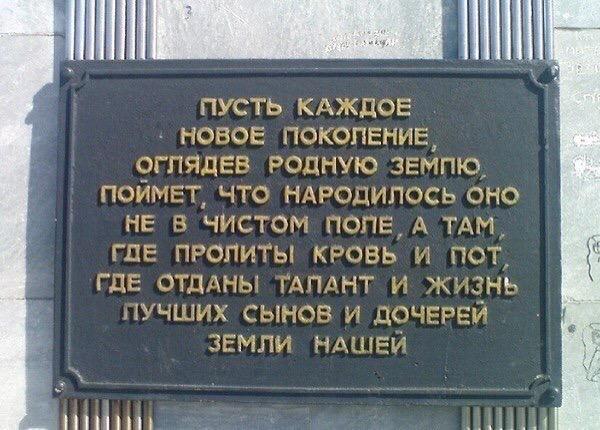 ПУСТЬ КАЖДОЕ
НОВОЕ ПОКОЛЕНИЕ,
ОГЛЯДЕВ РОДНУЮ ЗЕМЛЮ,
ПОЙМЕТ, ЧТО НАРОДИЛОСЬ ОНО
НЕ В ЧИСТОМ ПОЛЕ, А ТАМ,
ГДЕ ПРОЛИТЫ КРОВЬ И ПОТ,
ГДЕ ОТДАНЫ ТАЛАНТ И ЖИЗНЬ
ЛУЧШИХ СЫНОВ И ДОЧЕРЕЙ
ЗЕМЛИ НАШЕЙ